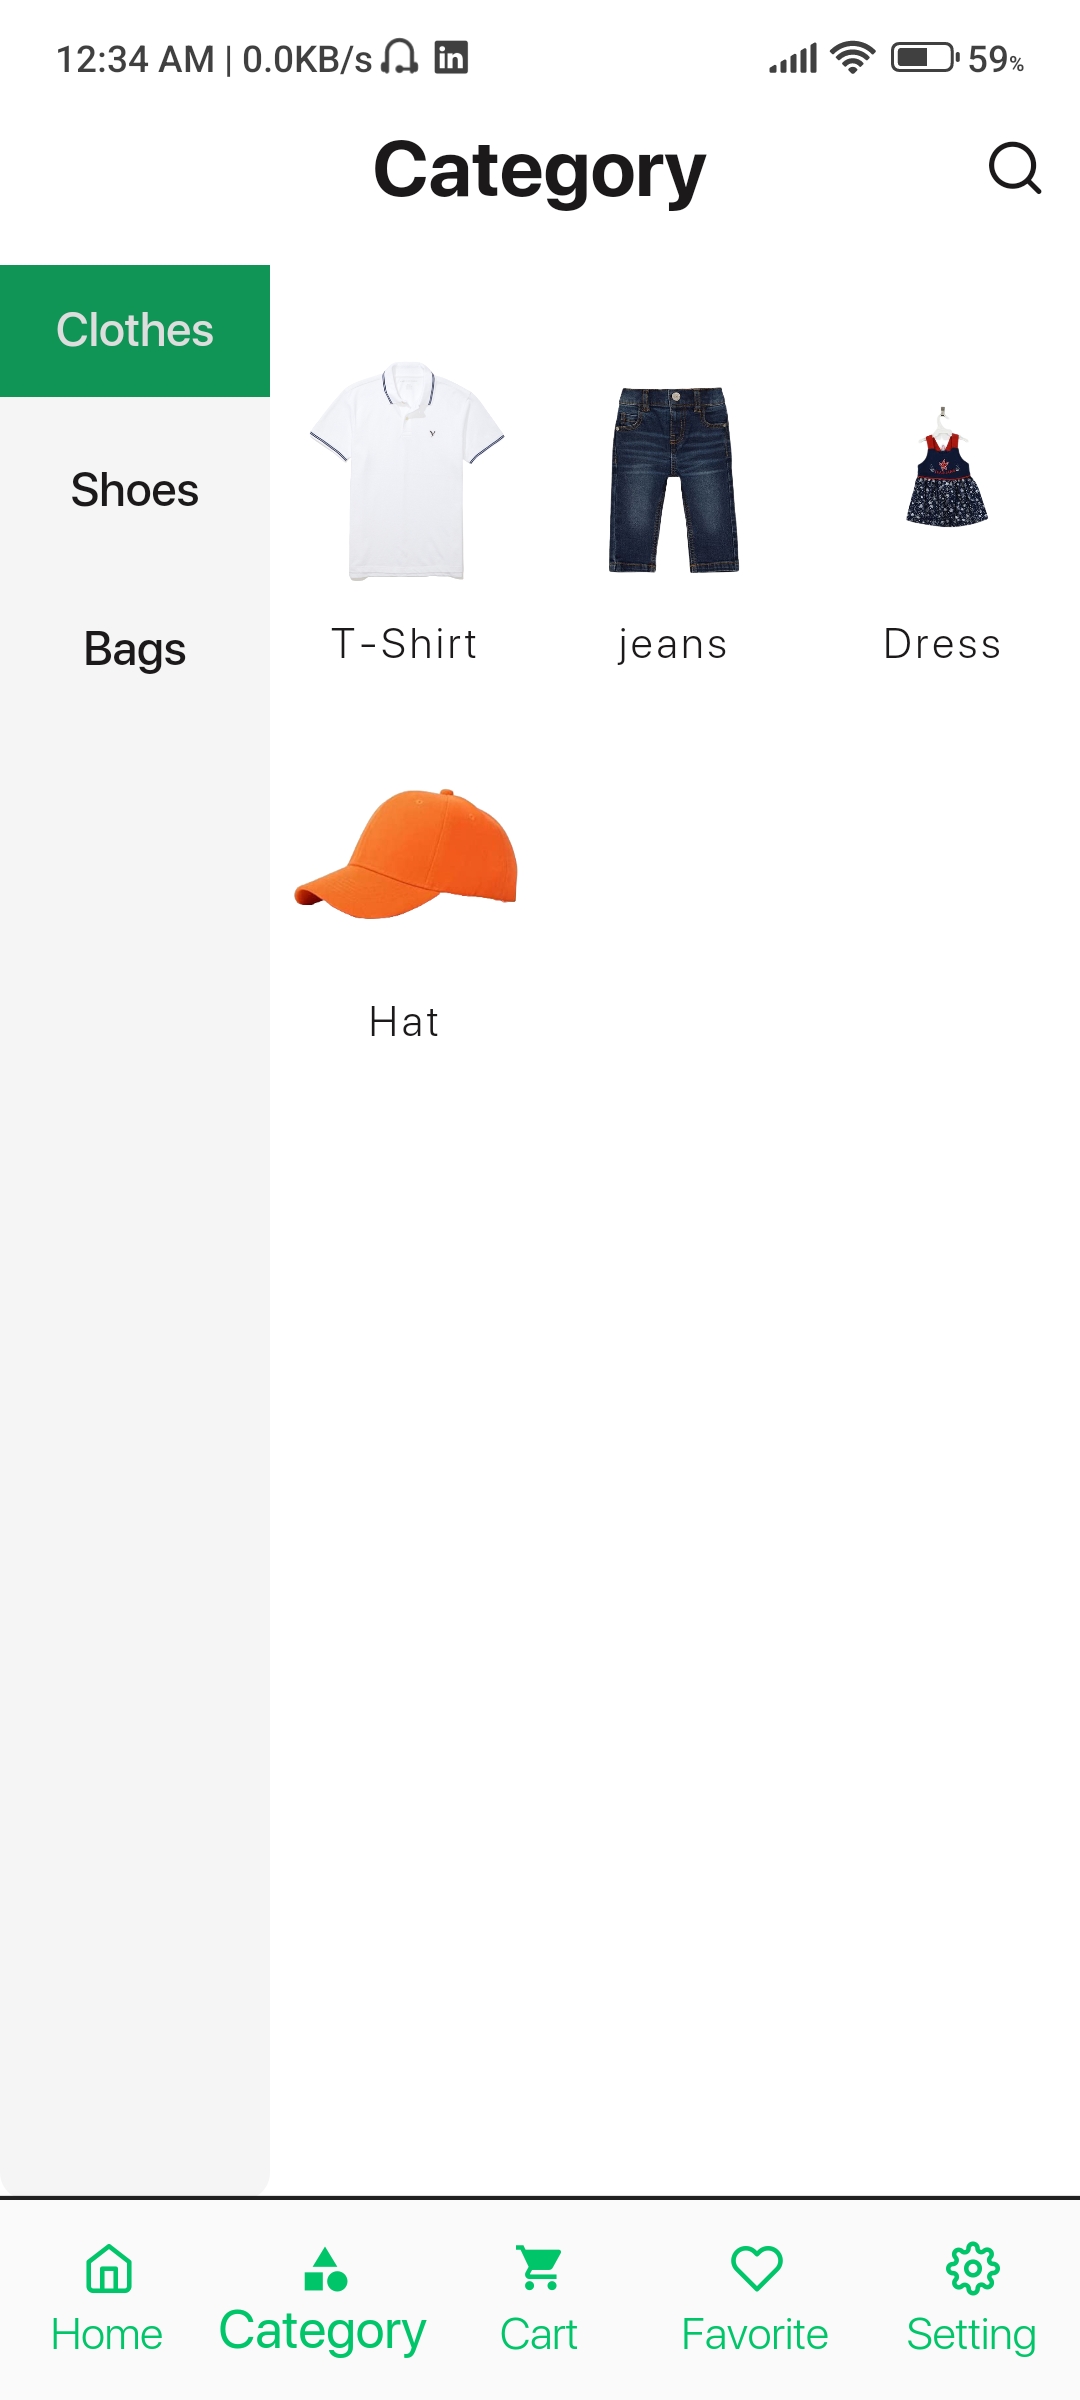 12:34 AM | 0.0KB/s in 59%
Category
Clothes
Shoes
Bags
T-Shirt jeans Dress
Hat
Home Category Cart Favorite Setting